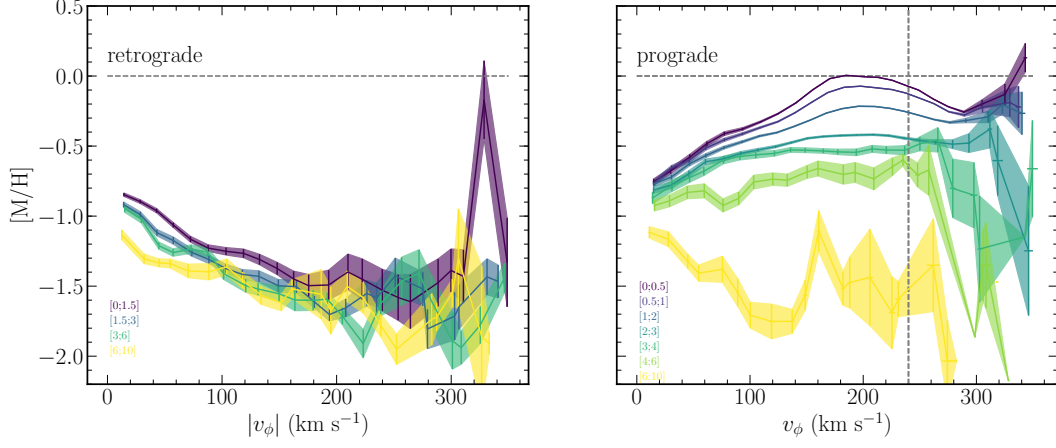 retrograde
[M/H]
0.5
0.0
−0.5
−1.0
−1.5
−2.0
[0;1.5]
[1.5;3]
[3;6]
[6;10]
0 100 200 300
|v_ϕ| (km s⁻¹)
prograde
[0;0.5]
[0.5;1]
[1;2]
[2;3]
[3;4]
[4;6]
[6;10]
0 100 200 300
v_ϕ (km s⁻¹)